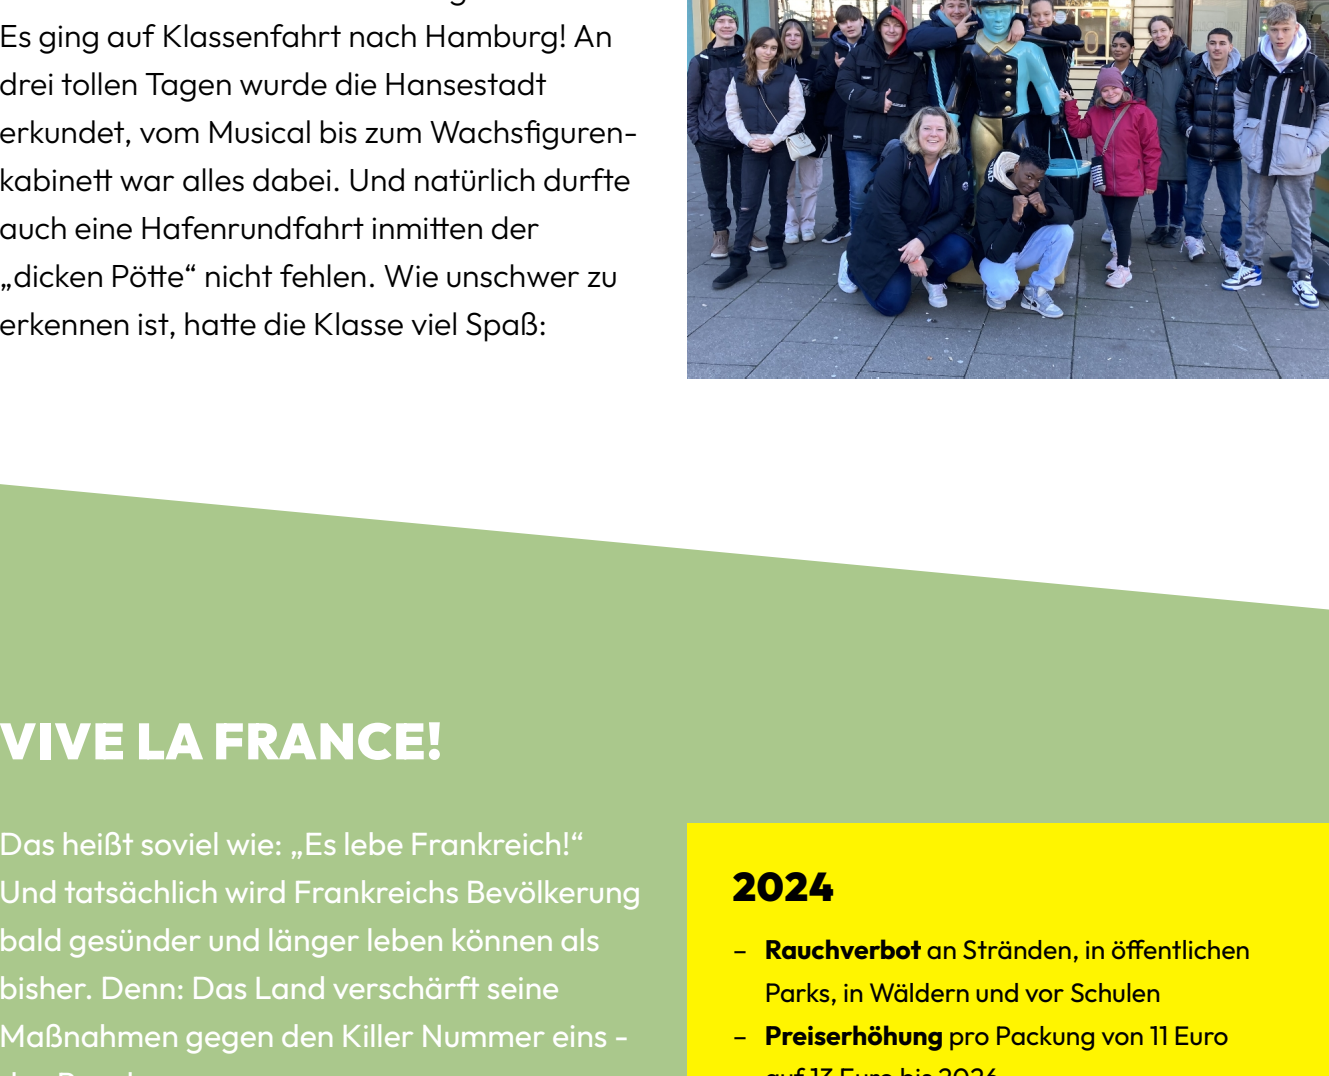 Es ging auf Klassenfahrt nach Hamburg! An
drei tollen Tagen wurde die Hansestadt
erkundet, vom Musical bis zum Wachsfiguren-
kabinett war alles dabei. Und natürlich durfte
auch eine Hafenrundfahrt inmitten der
„dicken Pötte“ nicht fehlen. Wie unschwer zu
erkennen ist, hatte die Klasse viel Spaß:
VIVE LA FRANCE!
Das heißt soviel wie: „Es lebe Frankreich!“
Und tatsächlich wird Frankreichs Bevölkerung
bald gesünder und länger leben können als
bisher. Denn: Das Land verschärft seine
Maßnahmen gegen den Killer Nummer eins -
2024
– Rauchverbot an Stränden, in öffentlichen
Parks, in Wäldern und vor Schulen
– Preiserhöhung pro Packung von 11 Euro
auf 13 Euro bis 2026